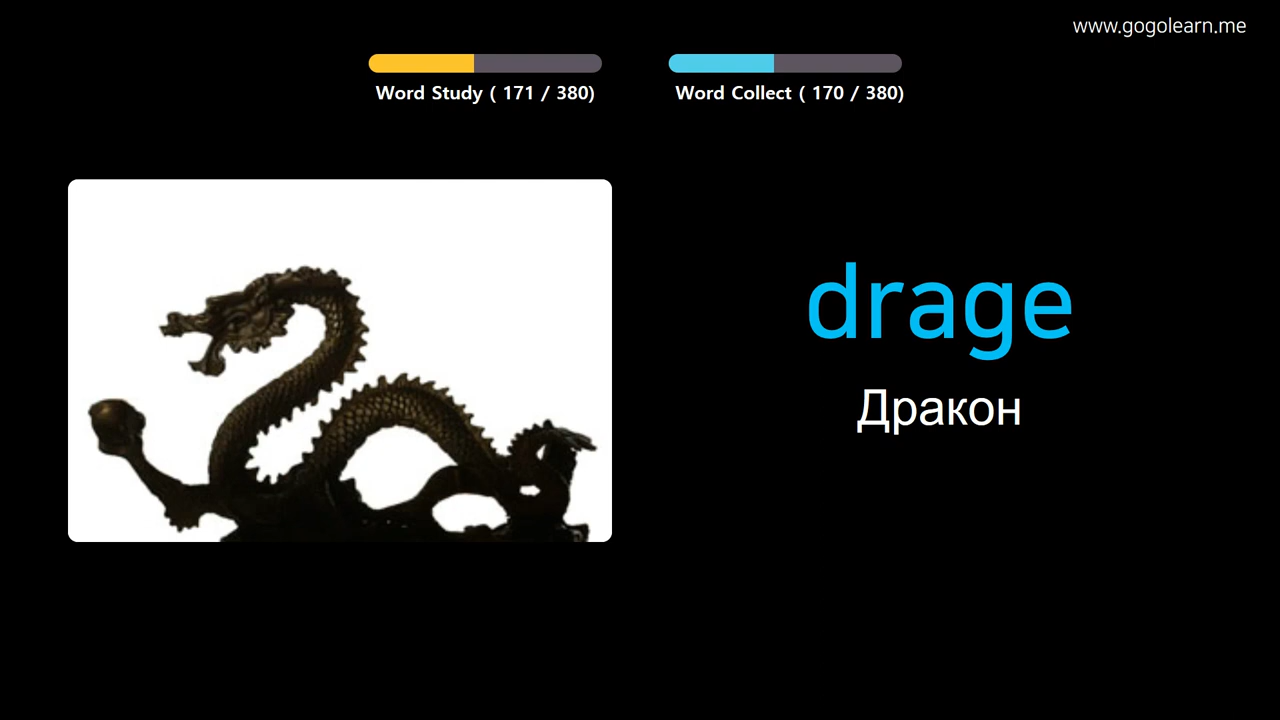 www.gogolearn.me
Word Study ( 171 / 380)
Word Collect ( 170 / 380)
drage
Дракон